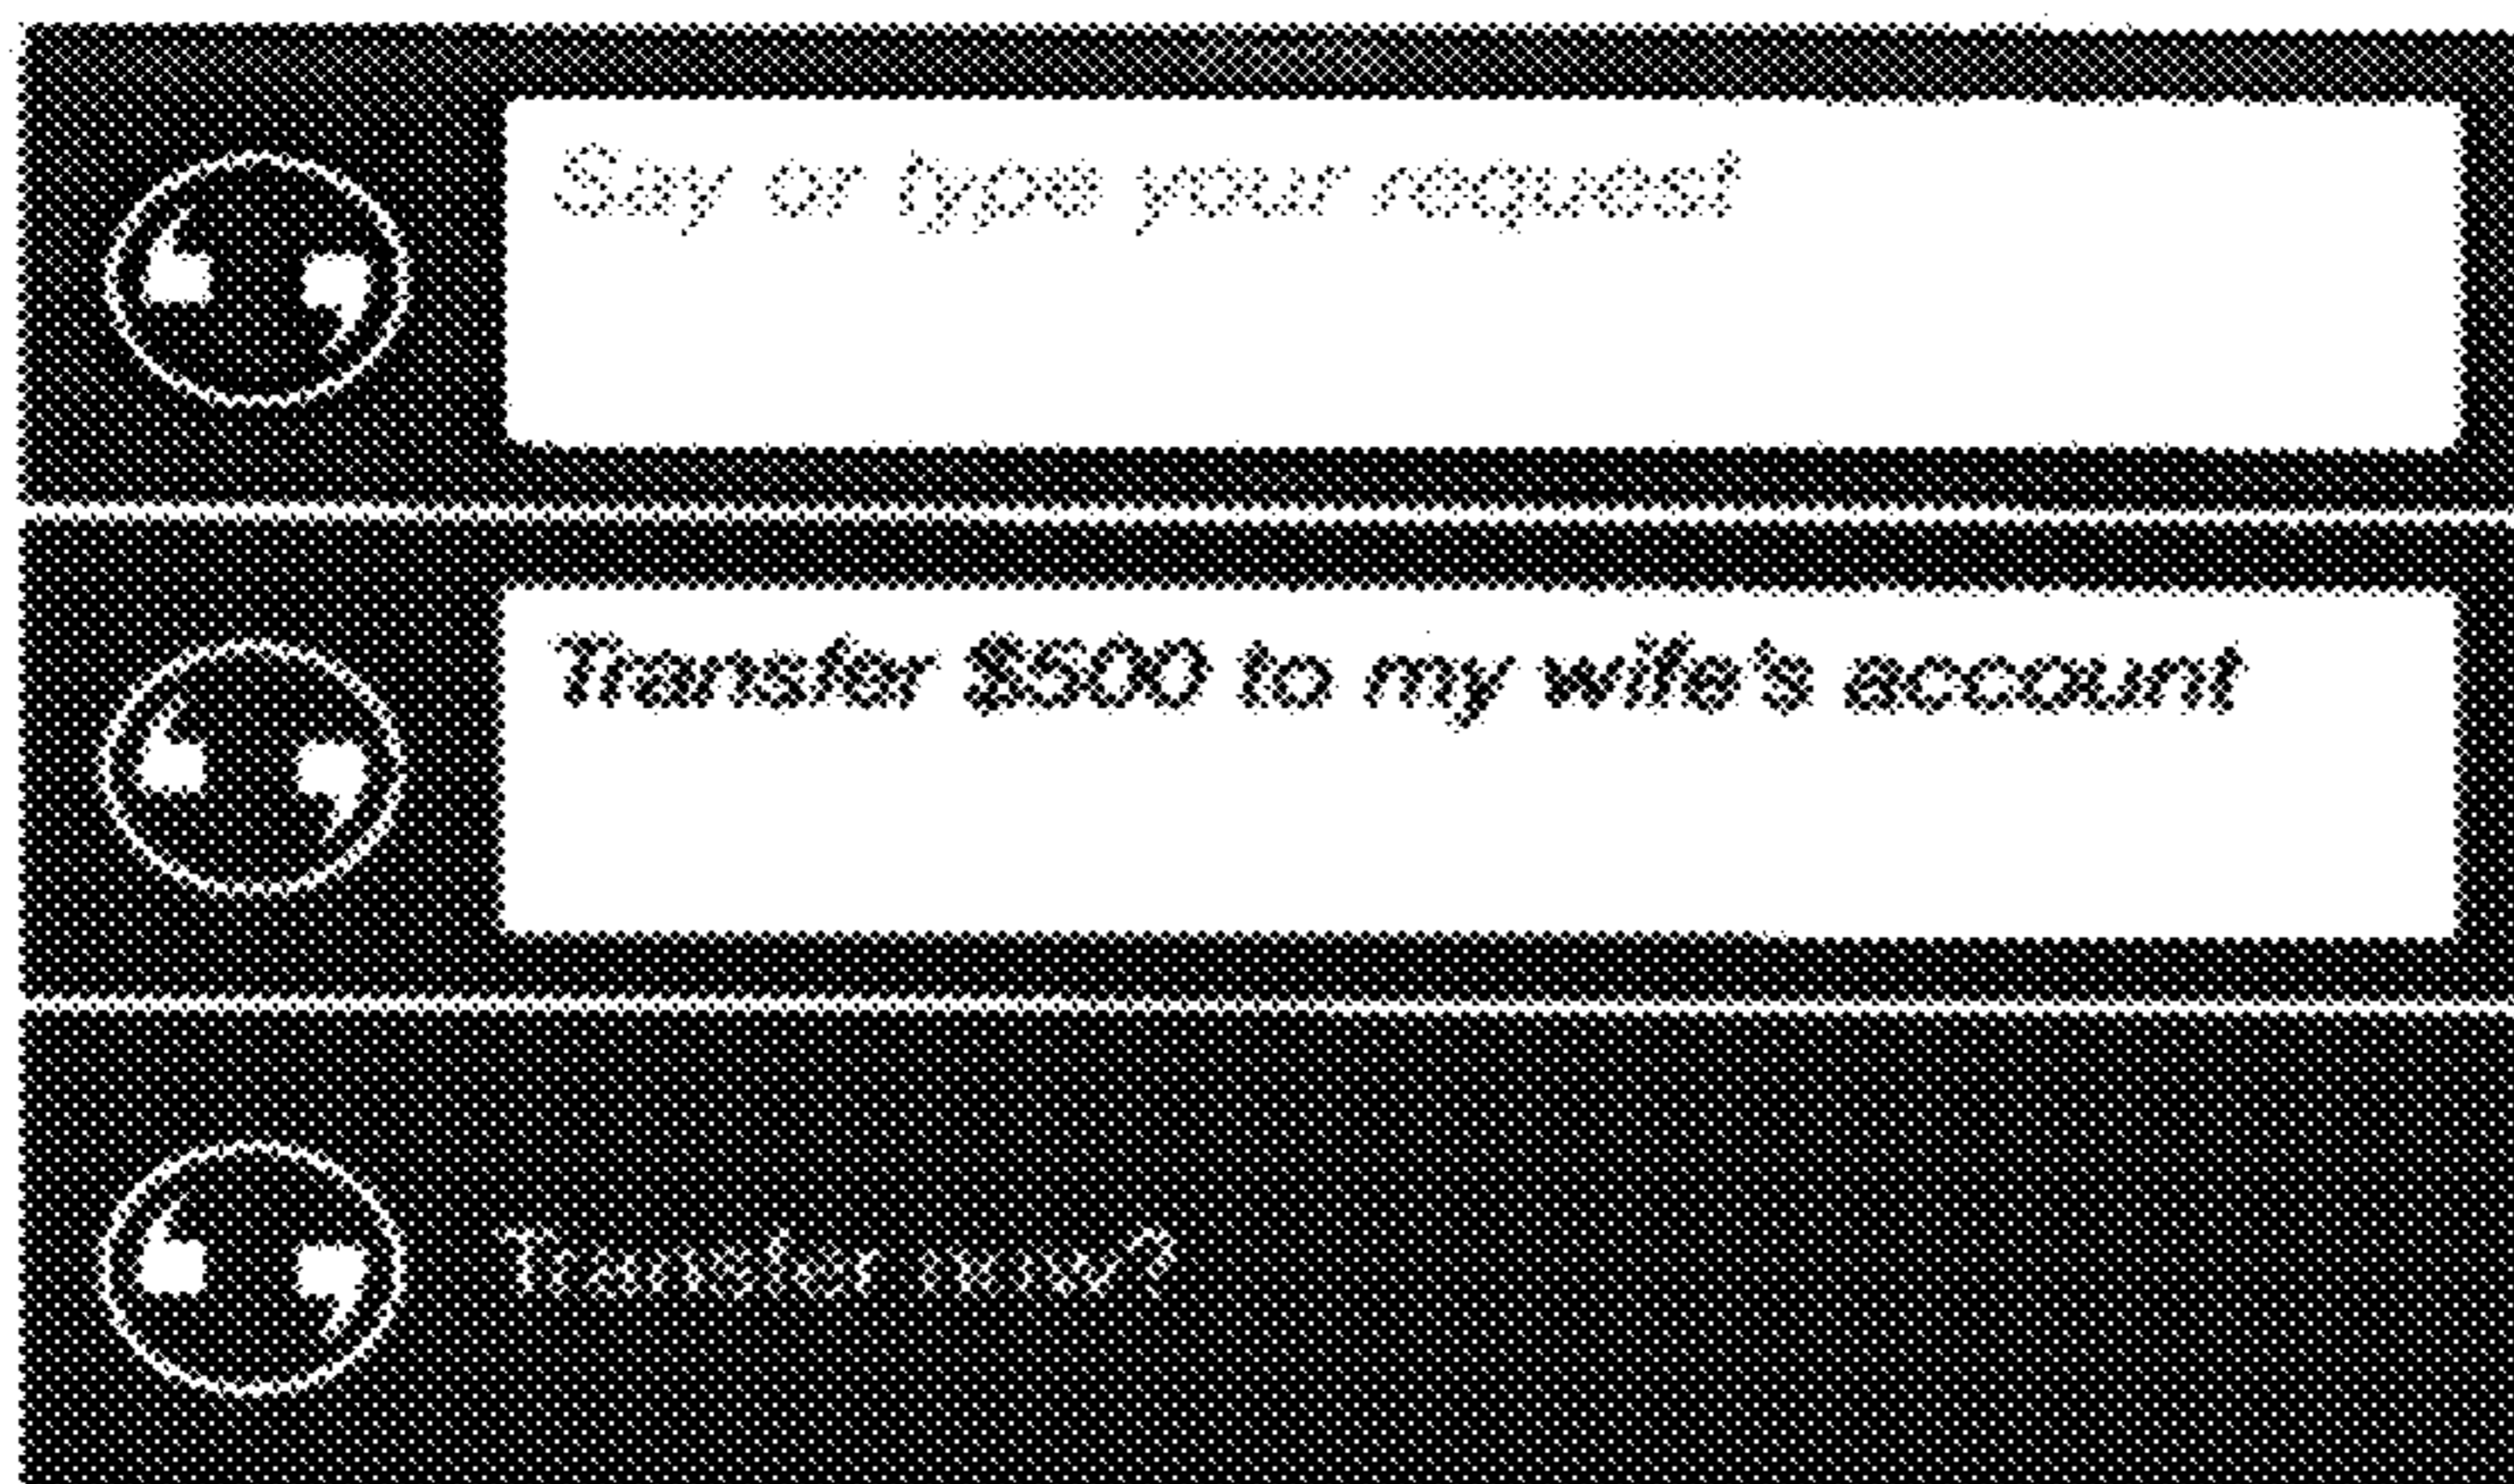 Say or type your request
Transfer $500 to my wife's account
Transfer now?